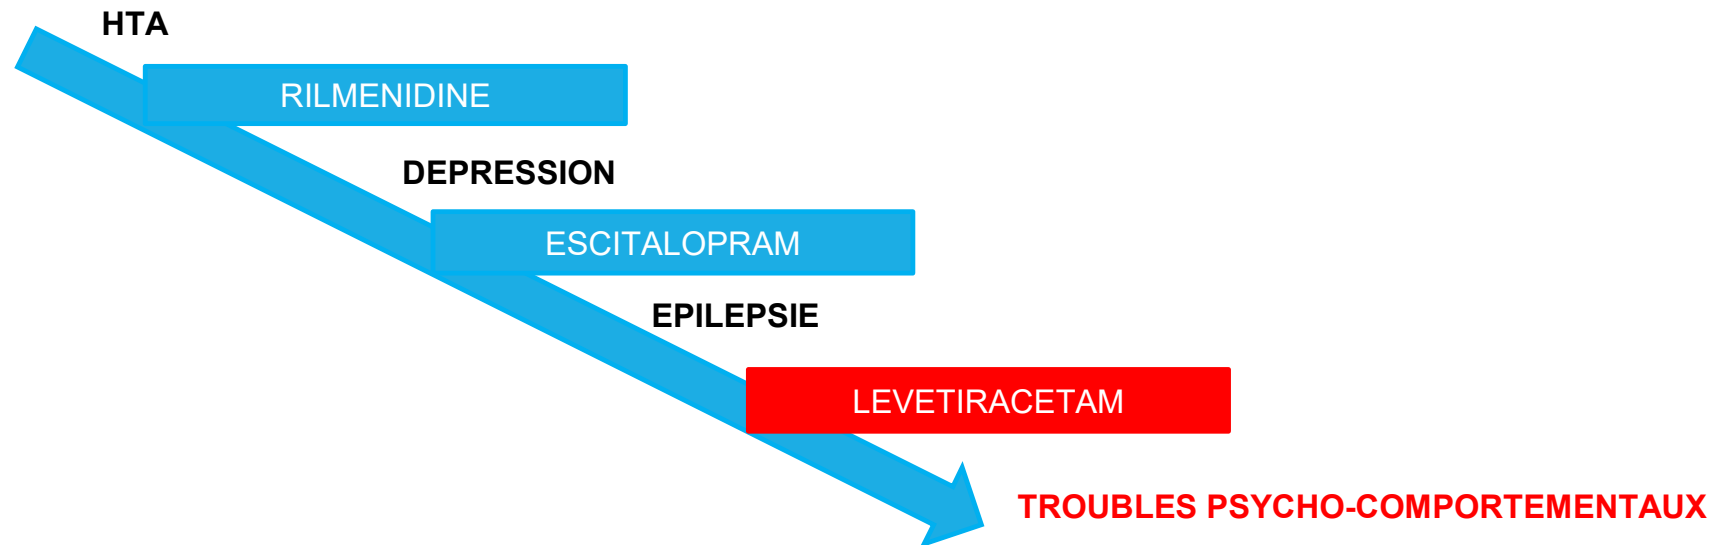 HTA
RILMENIDINE
DEPRESSION
ESCITALOPRAM
EPILEPSIE
LEVETIRACETAM
TROUBLES PSYCHO-COMPORTEMENTAUX